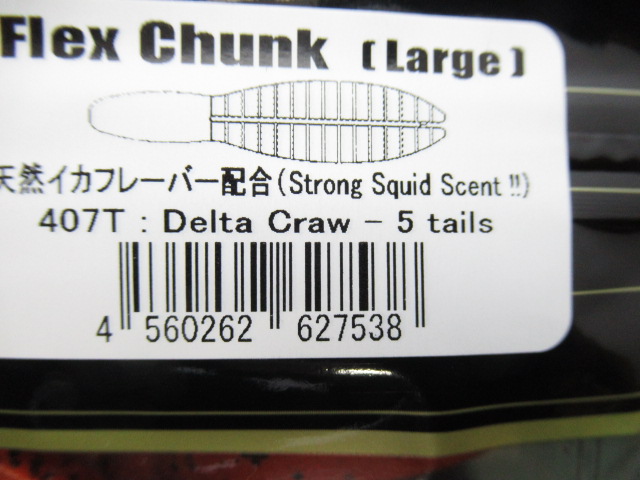 Flex Chunk (Large)
天然イカフレーバー配合(Strong Squid Scent !!)
407T : Delta Craw - 5 tails
4 560262 627538